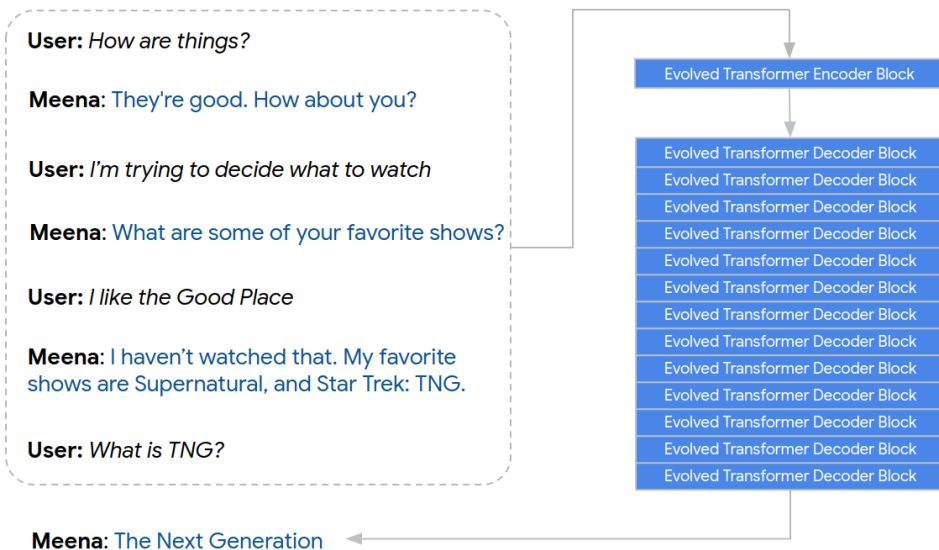 User: How are things?
Meena: They're good. How about you?
User: I'm trying to decide what to watch
Meena: What are some of your favorite shows?
User: I like the Good Place
Meena: I haven't watched that. My favorite
shows are Supernatural, and Star Trek: TNG.
User: What is TNG?
Meena: The Next Generation
Evolved Transformer Encoder Block
Evolved Transformer Decoder Block
Evolved Transformer Decoder Block
Evolved Transformer Decoder Block
Evolved Transformer Decoder Block
Evolved Transformer Decoder Block
Evolved Transformer Decoder Block
Evolved Transformer Decoder Block
Evolved Transformer Decoder Block
Evolved Transformer Decoder Block
Evolved Transformer Decoder Block
Evolved Transformer Decoder Block
Evolved Transformer Decoder Block
Evolved Transformer Decoder Block